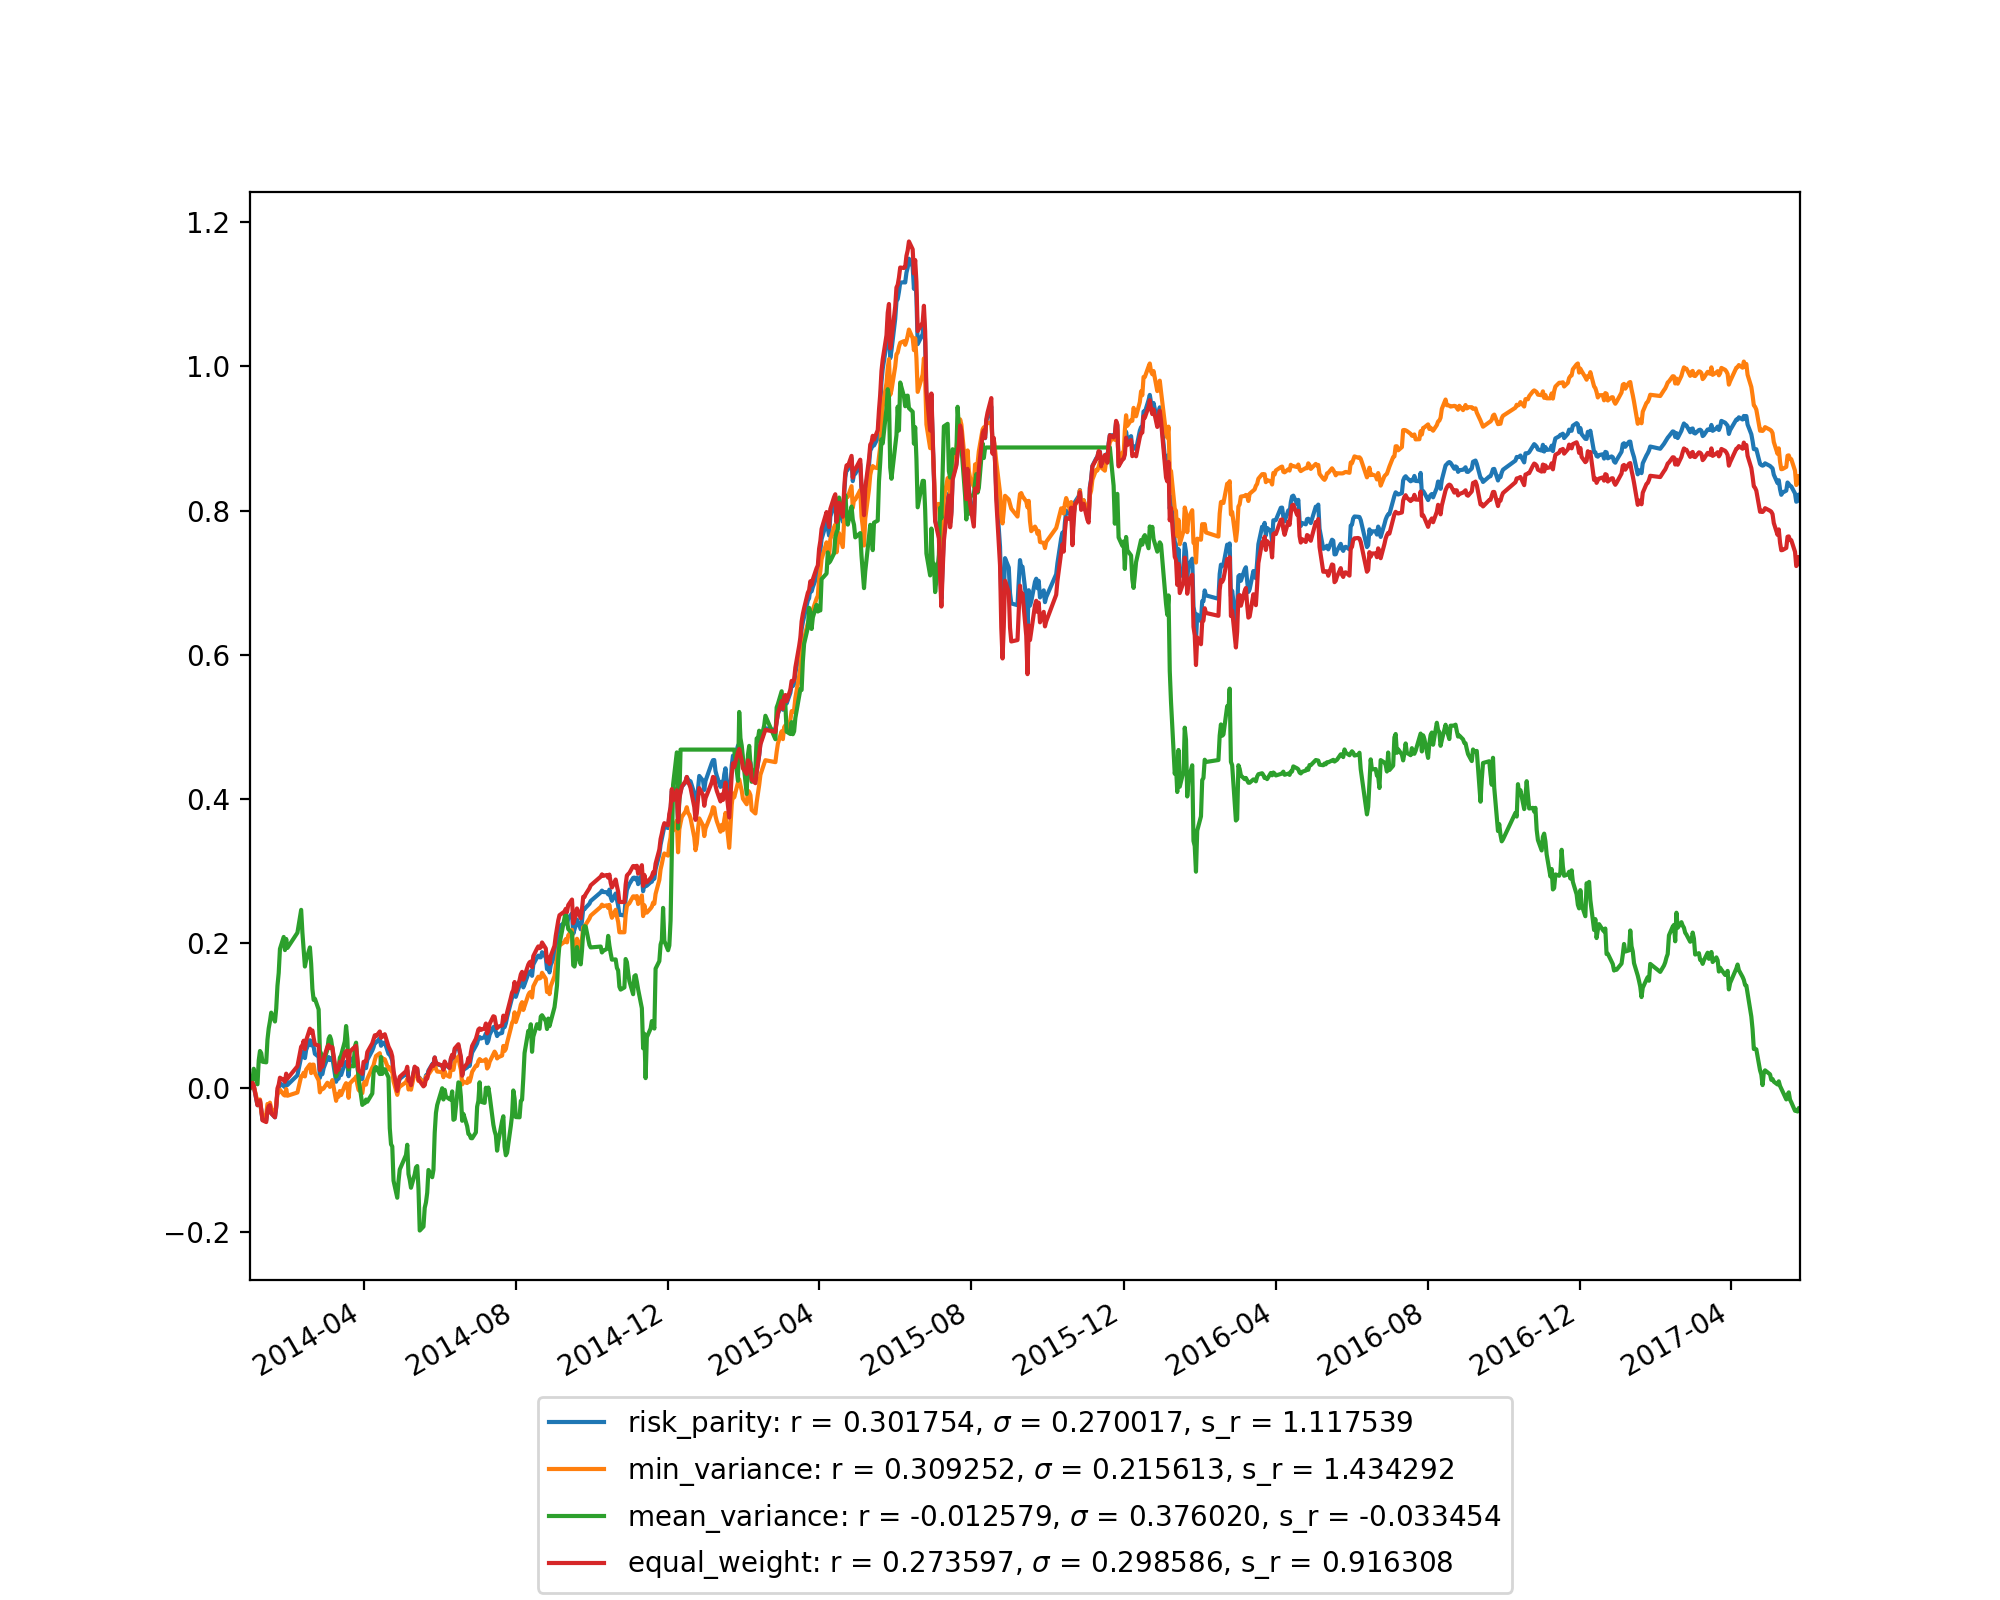 1.2
1.0
0.8
0.6
0.4
0.2
0.0
−0.2
2014-04 2014-08 2014-12 2015-04 2015-08 2015-12 2016-04 2016-08 2016-12 2017-04
risk_parity: r = 0.301754, σ = 0.270017, s_r = 1.117539
min_variance: r = 0.309252, σ = 0.215613, s_r = 1.434292
mean_variance: r = -0.012579, σ = 0.376020, s_r = -0.033454
equal_weight: r = 0.273597, σ = 0.298586, s_r = 0.916308